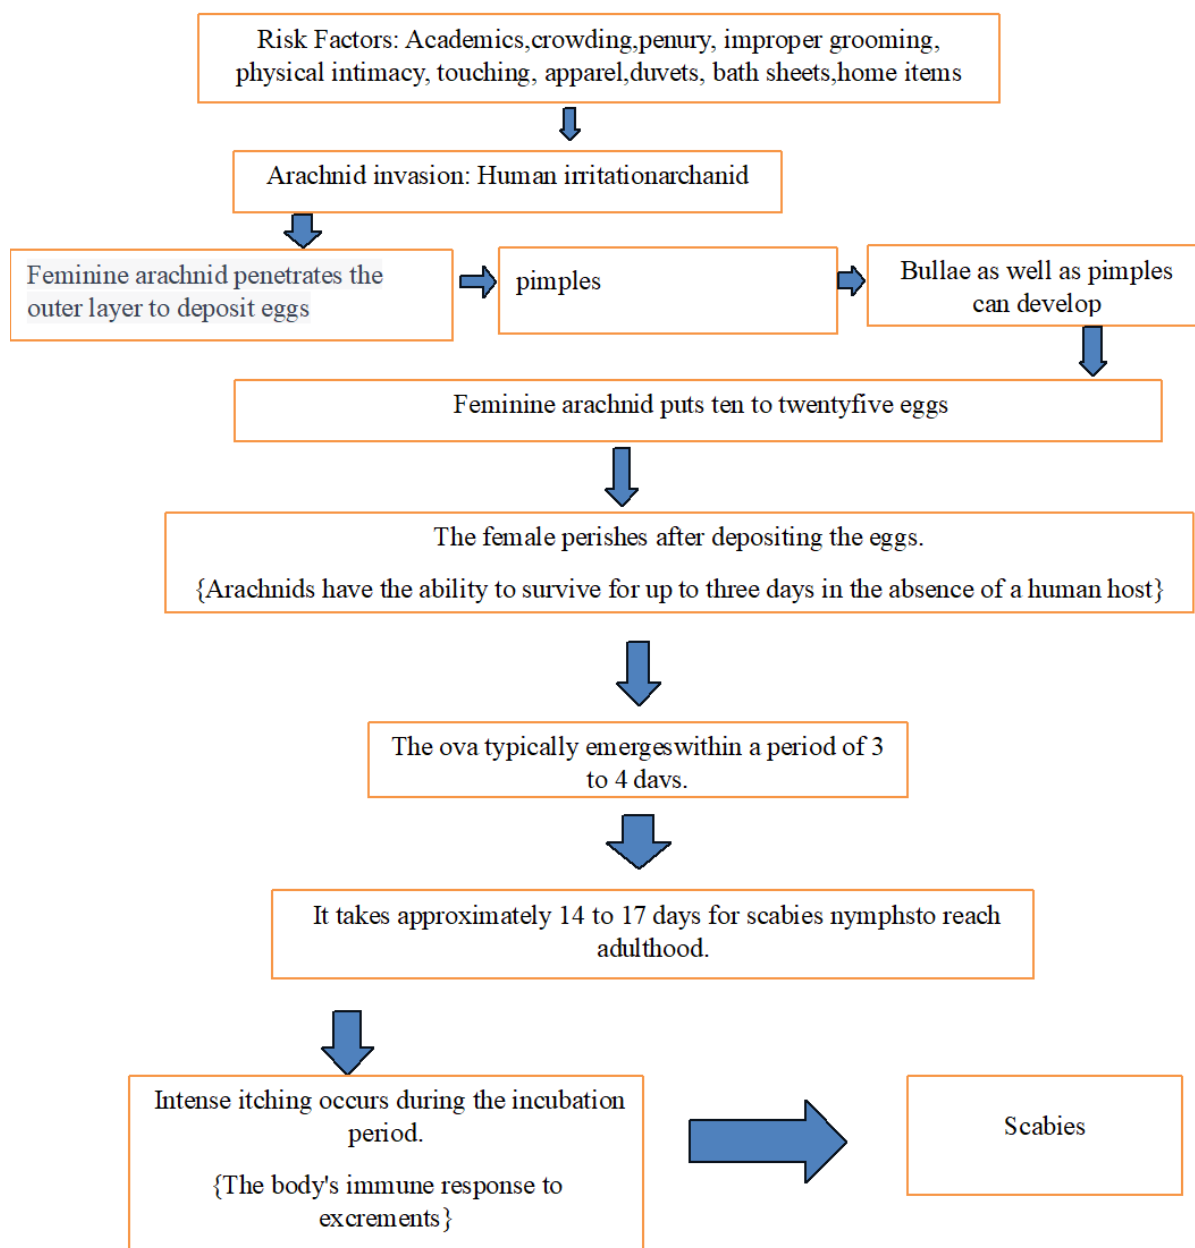 Risk Factors: Academics,crowding,penury, improper grooming,
physical intimacy, touching, apparel,duvets, bath sheets,home items
Arachnid invasion: Human irritationarchanid
Feminine arachnid penetrates the
outer layer to deposit eggs
pimples
Bullae as well as pimples
can develop
Feminine arachnid puts ten to twentyfive eggs
The female perishes after depositing the eggs.
{Arachnids have the ability to survive for up to three days in the absence of a human host}
The ova typically emergeswithin a period of 3
to 4 days.
It takes approximately 14 to 17 days for scabies nymphsto reach
adulthood.
Intense itching occurs during the incubation
period.
{The body's immune response to
excrements}
Scabies